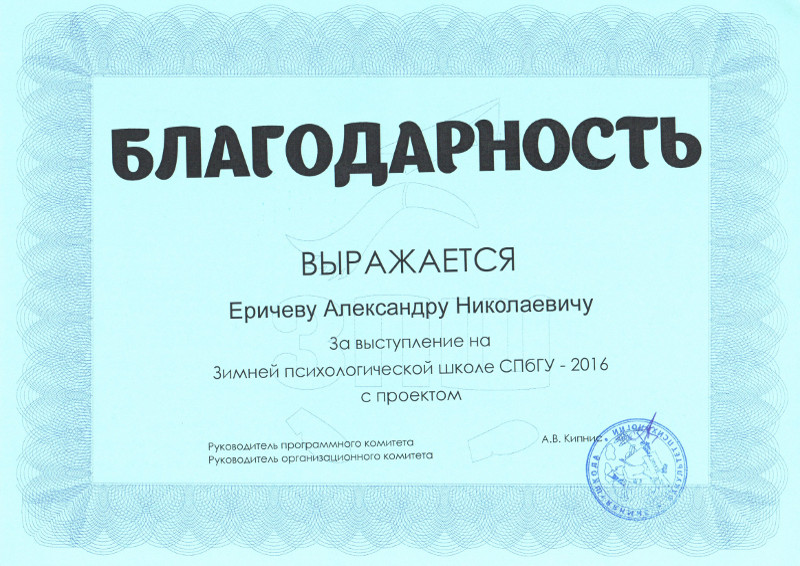 БЛАГОДАРНОСТЬ
ВЫРАЖАЕТСЯ
Еричеву Александру Николаевичу
За выступление на
Зимней психологической школе СПбГУ - 2016
с проектом
ЗПШ
Руководитель программного комитета
А.В. Кипнис
Руководитель организационного комитета